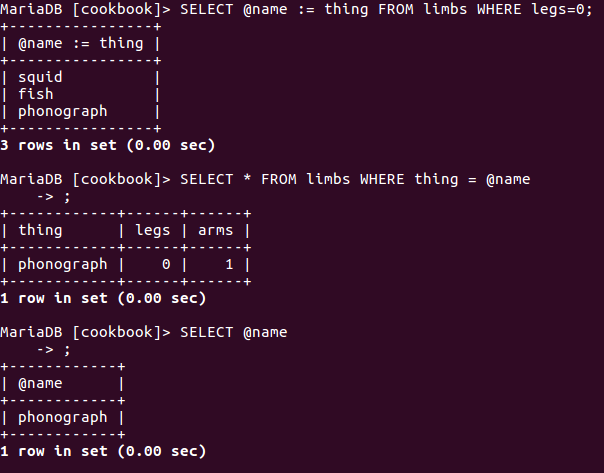 MariaDB [cookbook]> SELECT @name := thing FROM limbs WHERE legs=0;
+----------------+
| @name := thing |
+----------------+
| squid          |
| fish           |
| phonograph     |
+----------------+
3 rows in set (0.00 sec)

MariaDB [cookbook]> SELECT * FROM limbs WHERE thing = @name
    -> ;
+------------+------+------+
| thing      | legs | arms |
+------------+------+------+
| phonograph |    0 |    1 |
+------------+------+------+
1 row in set (0.00 sec)

MariaDB [cookbook]> SELECT @name
    -> ;
+------------+
| @name      |
+------------+
| phonograph |
+------------+
1 row in set (0.00 sec)